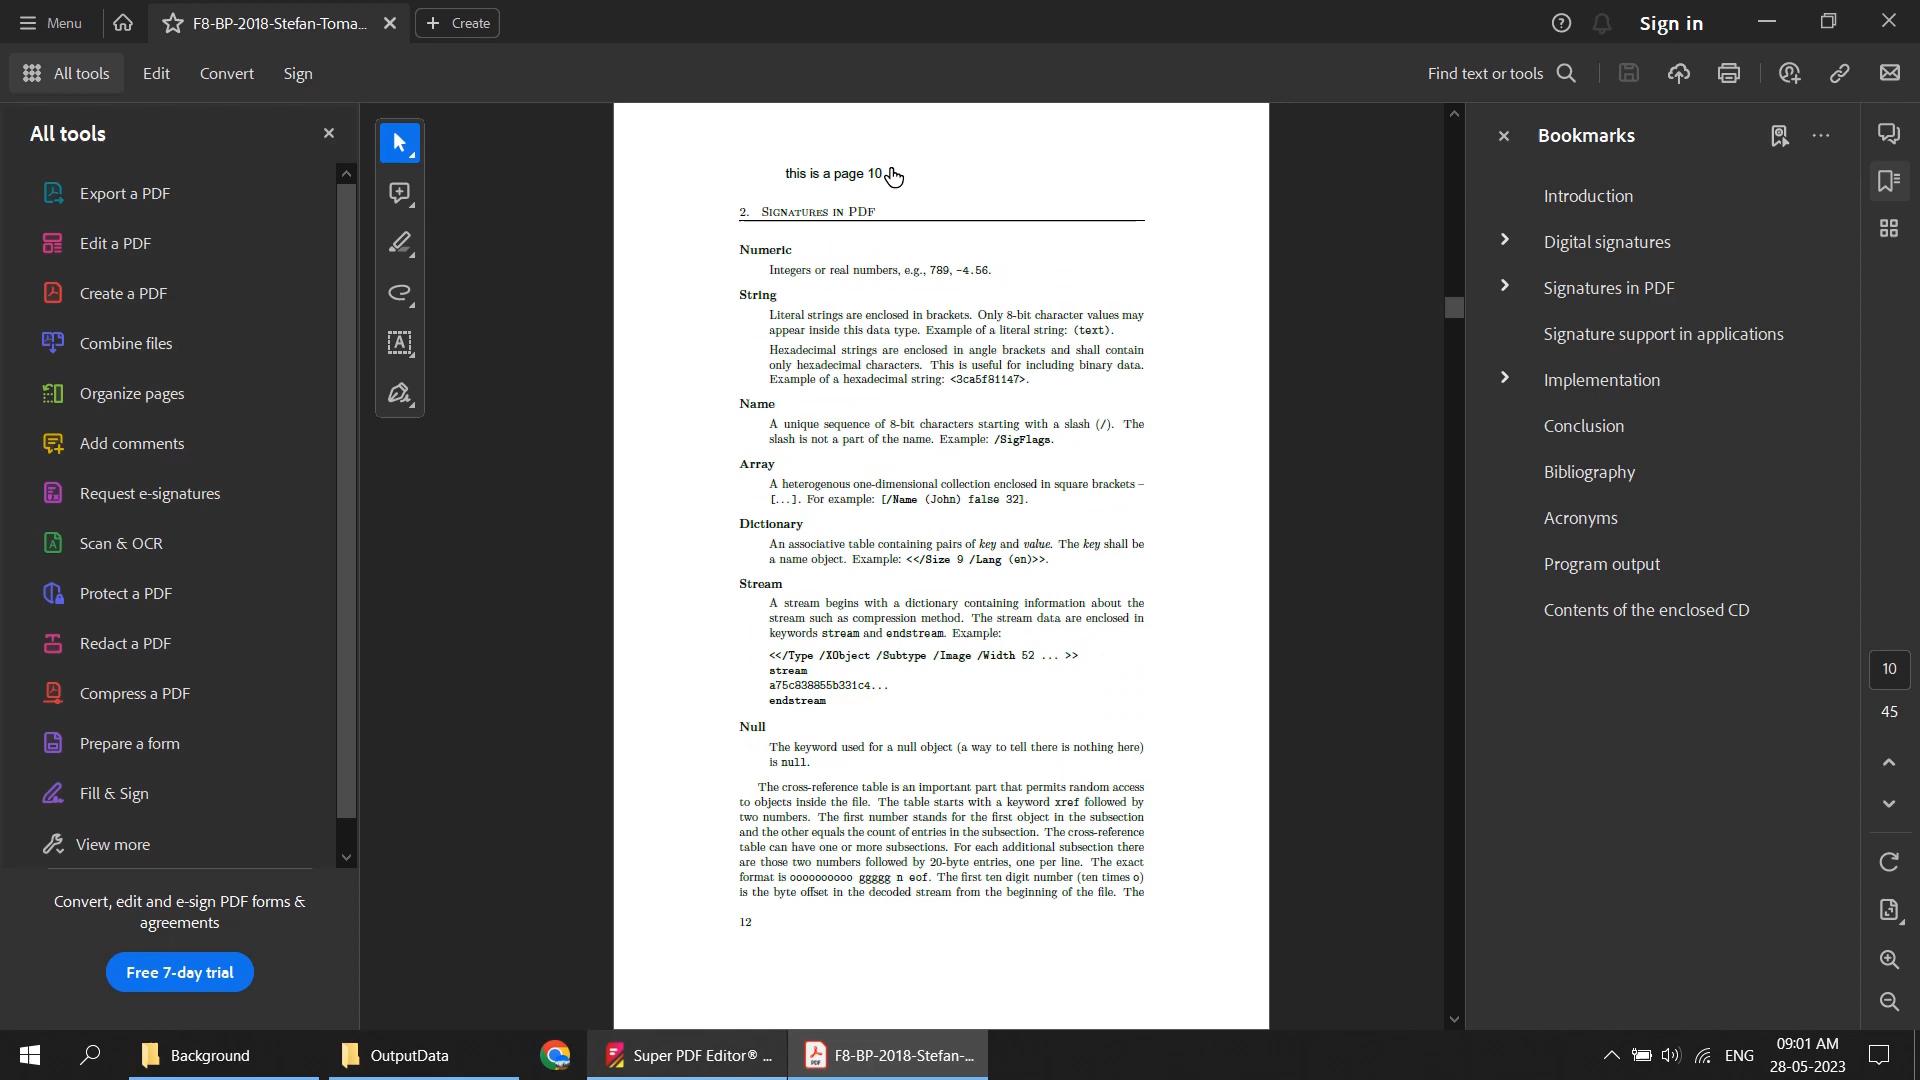 Menu
F8-BP-2018-Stefan-Toma...
Create
Sign in
All tools
Edit
Convert
Sign
Find text or tools
All tools
Export a PDF
Edit a PDF
Create a PDF
Combine files
Organize pages
Add comments
Request e-signatures
Scan & OCR
Protect a PDF
Redact a PDF
Compress a PDF
Prepare a form
Fill & Sign
View more
Convert, edit and e-sign PDF forms &
agreements
Free 7-day trial
this is a page 10
2. Signatures in PDF
Numeric
Integers or real numbers, e.g., 789, -4.56.
String
Literal strings are enclosed in brackets. Only 8-bit character values may
appear inside this data type. Example of a literal string: (text).
Hexadecimal strings are enclosed in angle brackets and shall contain
only hexadecimal characters. This is useful for including binary data.
Example of a hexadecimal string: <3ca5f81147>.
Name
A unique sequence of 8-bit characters starting with a slash (/). The
slash is not a part of the name. Example: /SigFlags.
Array
A heterogenous one-dimensional collection enclosed in square brackets –
[...]. For example: [/Name (John) false 32].
Dictionary
An associative table containing pairs of key and value. The key shall be
a name object. Example: <</Size 9 /Lang (en)>>.
Stream
A stream begins with a dictionary containing information about the
stream such as compression method. The stream data are enclosed in
keywords stream and endstream. Example:
<</Type /XObject /Subtype /Image /Width 52 ... >>
stream
a75c838855b331c4...
endstream
Null
The keyword used for a null object (a way to tell there is nothing here)
is null.
The cross-reference table is an important part that permits random access
to objects inside the file. The table starts with a keyword xref followed by
two numbers. The first number stands for the first object in the subsection
and the other equals the count of entries in the subsection. The cross-reference
table can have one or more subsections. For each additional subsection there
are those two numbers followed by 20-byte entries, one per line. The exact
format is oooooooooo ggggg n eof. The first ten digit number (ten times o)
is the byte offset in the decoded stream from the beginning of the file. The
12
Bookmarks
Introduction
Digital signatures
Signatures in PDF
Signature support in applications
Implementation
Conclusion
Bibliography
Acronyms
Program output
Contents of the enclosed CD
10
45
Background
OutputData
Super PDF Editor® ...
F8-BP-2018-Stefan-...
ENG
09:01 AM
28-05-2023